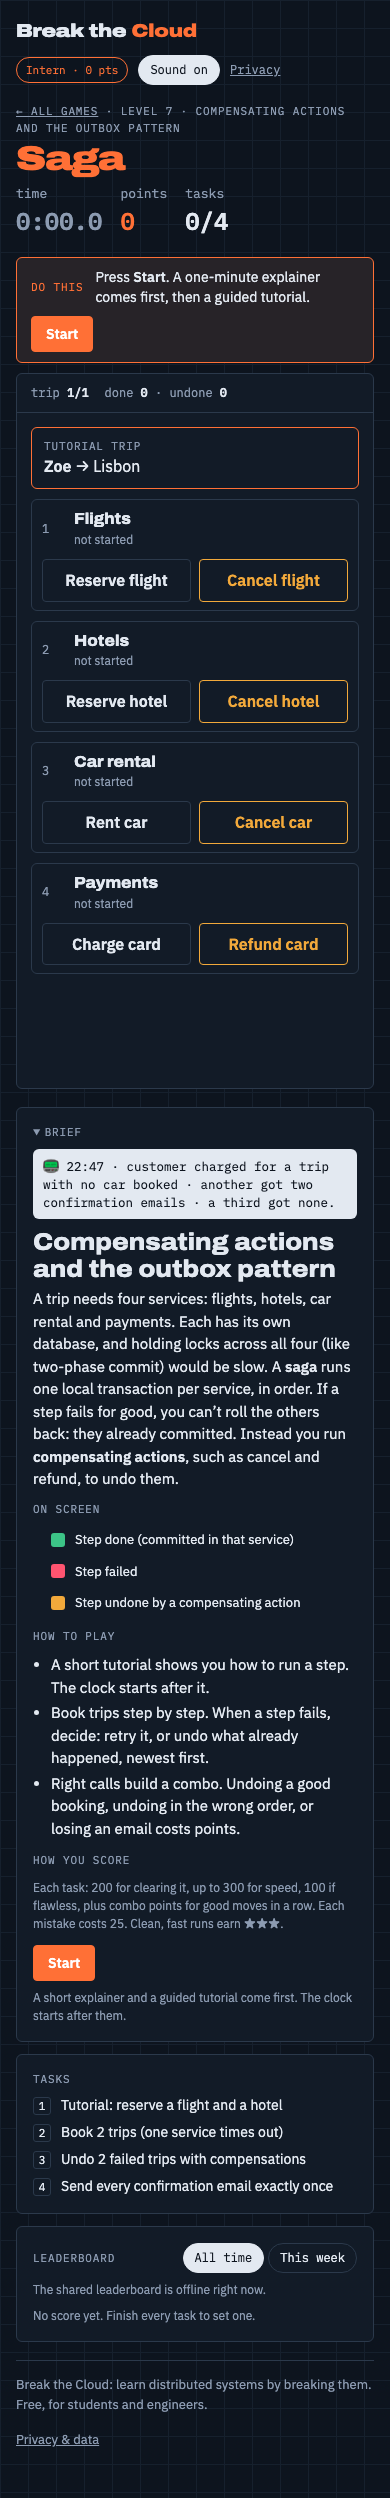 Break the Cloud
Intern · 0 pts
Sound on
Privacy
← ALL GAMES · LEVEL 7 · COMPENSATING ACTIONS
AND THE OUTBOX PATTERN
Saga
time points tasks
0:00.0 0 0/4
DO THIS
Press Start. A one-minute explainer
comes first, then a guided tutorial.
Start
trip 1/1 done 0 · undone 0
TUTORIAL TRIP
Zoe → Lisbon
1 Flights
not started
Reserve flight Cancel flight
2 Hotels
not started
Reserve hotel Cancel hotel
3 Car rental
not started
Rent car Cancel car
4 Payments
not started
Charge card Refund card
▼ BRIEF
22:47 · customer charged for a trip
with no car booked · another got two
confirmation emails · a third got none.
Compensating actions
and the outbox pattern
A trip needs four services: flights, hotels, car
rental and payments. Each has its own
database, and holding locks across all four (like
two-phase commit) would be slow. A saga runs
one local transaction per service, in order. If a
step fails for good, you can’t roll the others
back: they already committed. Instead you run
compensating actions, such as cancel and
refund, to undo them.
ON SCREEN
Step done (committed in that service)
Step failed
Step undone by a compensating action
HOW TO PLAY
• A short tutorial shows you how to run a step.
The clock starts after it.
• Book trips step by step. When a step fails,
decide: retry it, or undo what already
happened, newest first.
• Right calls build a combo. Undoing a good
booking, undoing in the wrong order, or
losing an email costs points.
HOW YOU SCORE
Each task: 200 for clearing it, up to 300 for speed, 100 if
flawless, plus combo points for good moves in a row. Each
mistake costs 25. Clean, fast runs earn ★★★.
Start
A short explainer and a guided tutorial come first. The clock
starts after them.
TASKS
1 Tutorial: reserve a flight and a hotel
2 Book 2 trips (one service times out)
3 Undo 2 failed trips with compensations
4 Send every confirmation email exactly once
LEADERBOARD
All time This week
The shared leaderboard is offline right now.
No score yet. Finish every task to set one.
Break the Cloud: learn distributed systems by breaking them.
Free, for students and engineers.
Privacy & data